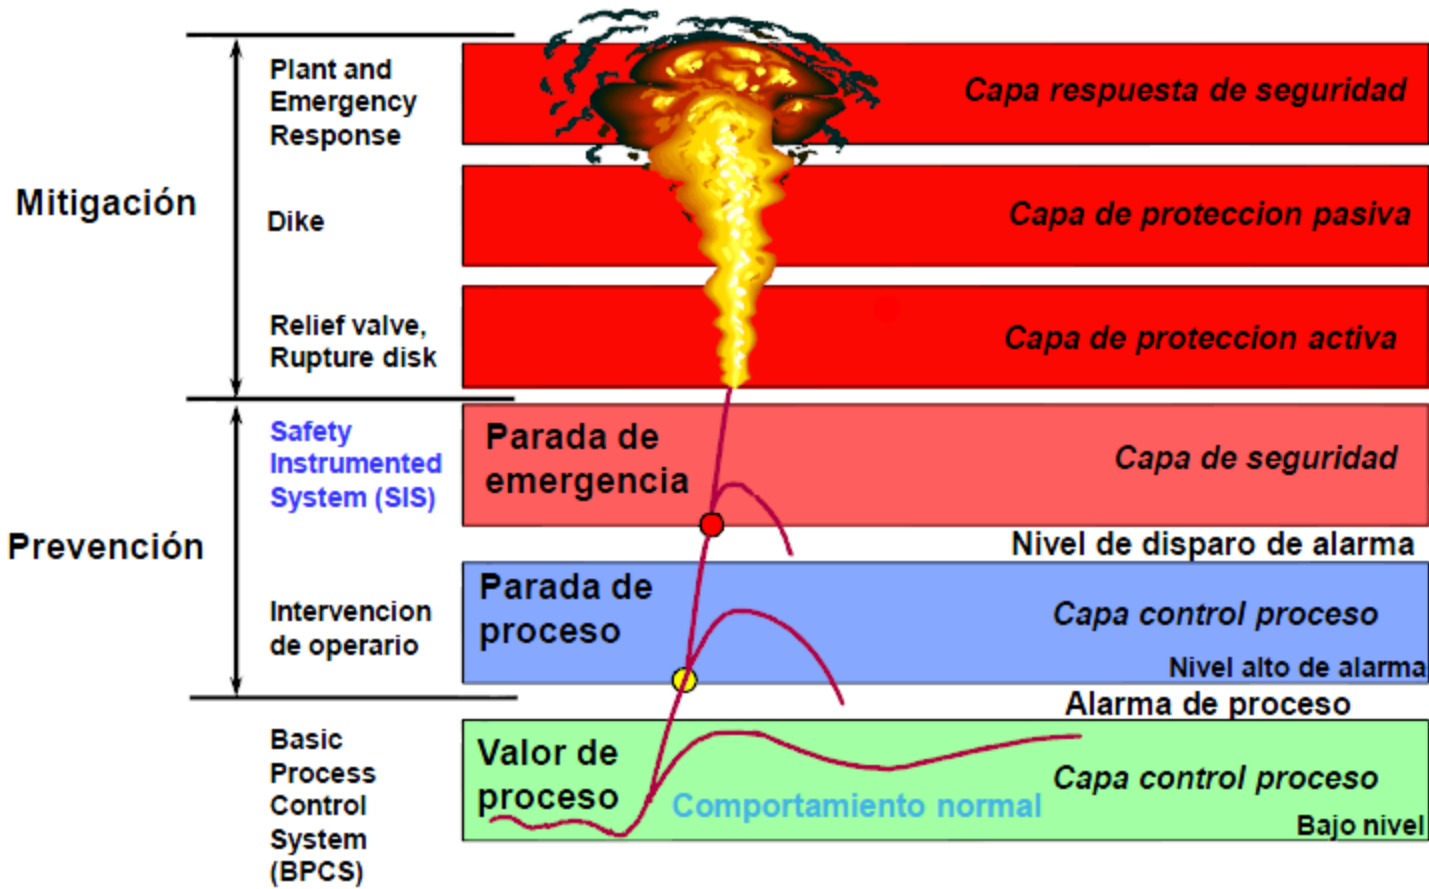 Plant and
Emergency
Response
Capa respuesta de seguridad
Mitigación
Dike
Capa de proteccion pasiva
Relief valve,
Rupture disk
Capa de proteccion activa
Safety
Instrumented
System (SIS)
Parada de
emergencia
Capa de seguridad
Prevención
Nivel de disparo de alarma
Intervencion
de operario
Parada de
proceso
Capa control proceso
Nivel alto de alarma
Alarma de proceso
Basic
Process
Control
System
(BPCS)
Valor de
proceso
Comportamiento normal
Capa control proceso
Bajo nivel